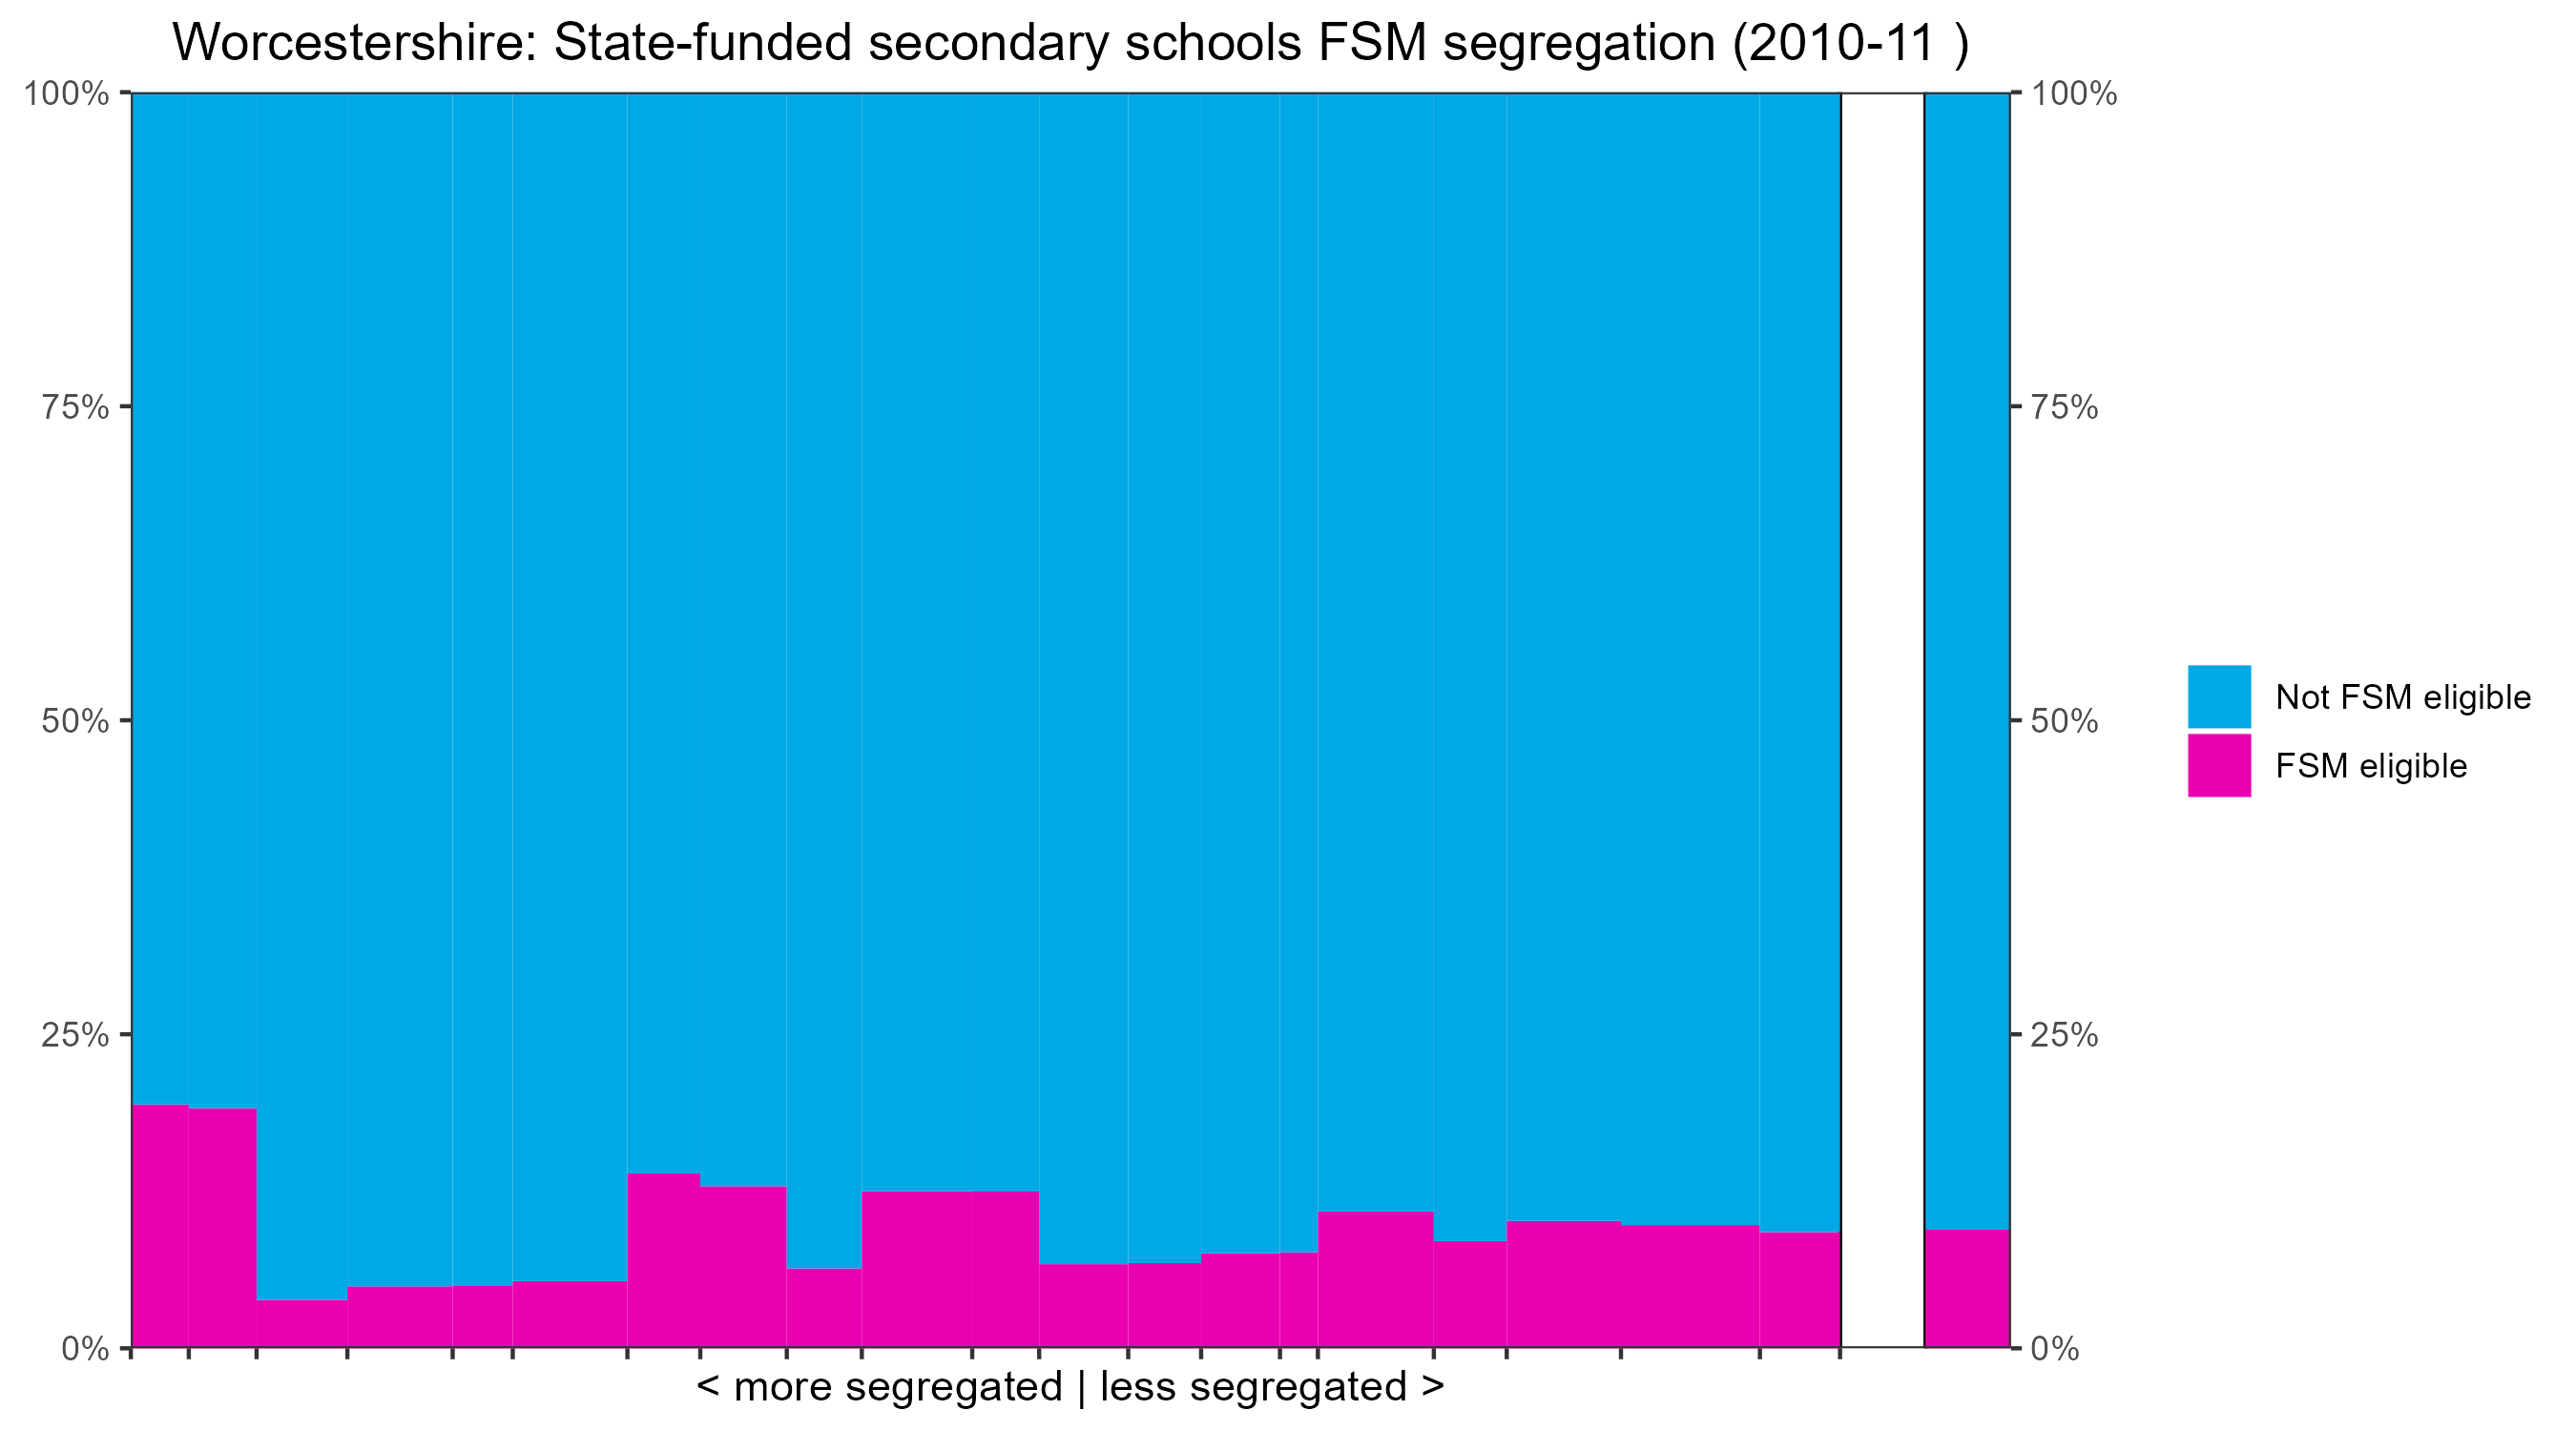 Worcestershire: State-funded secondary schools FSM segregation (2010-11 )
100%
100%
75%
75%
50%
50%
25%
25%
0%
0%
Not FSM eligible
FSM eligible
< more segregated | less segregated >